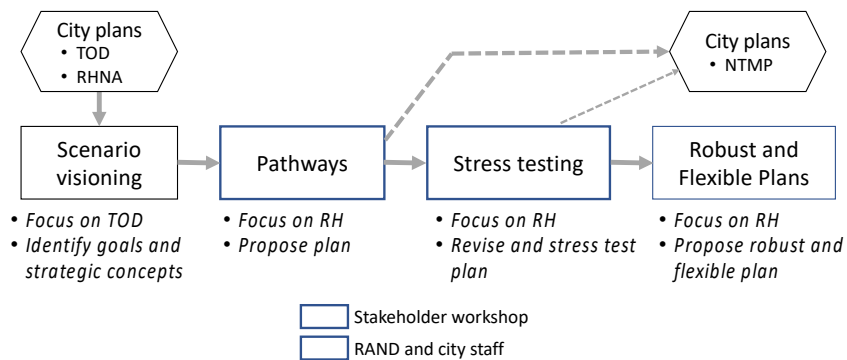 City plans
• TOD
• RHNA
City plans
• NTMP
Scenario
visioning
Pathways
Stress testing
Robust and
Flexible Plans
• Focus on TOD
• Identify goals and
strategic concepts
• Focus on RH
• Propose plan
• Focus on RH
• Revise and stress test
plan
• Focus on RH
• Propose robust and
flexible plan
Stakeholder workshop
RAND and city staff